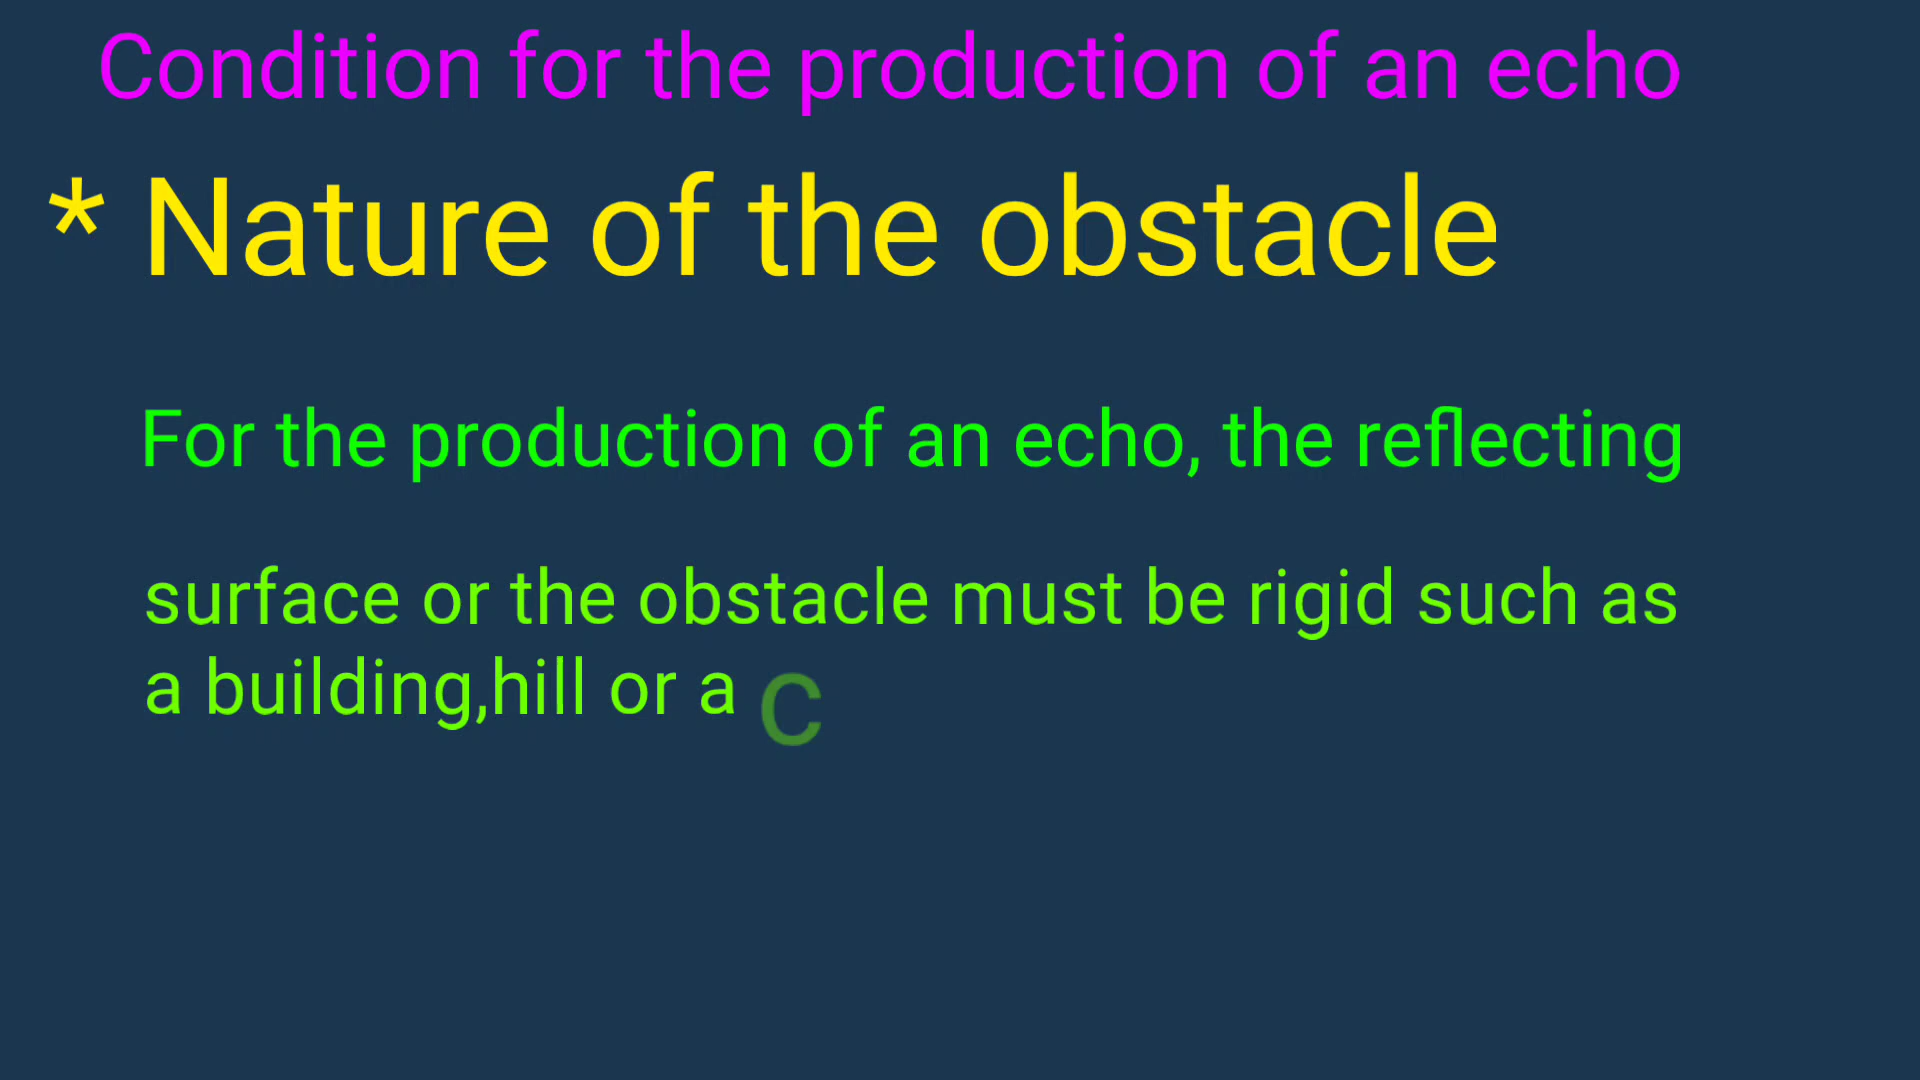 Condition for the production of an echo
* Nature of the obstacle
For the production of an echo, the reflecting
surface or the obstacle must be rigid such as
a building,hill or a c